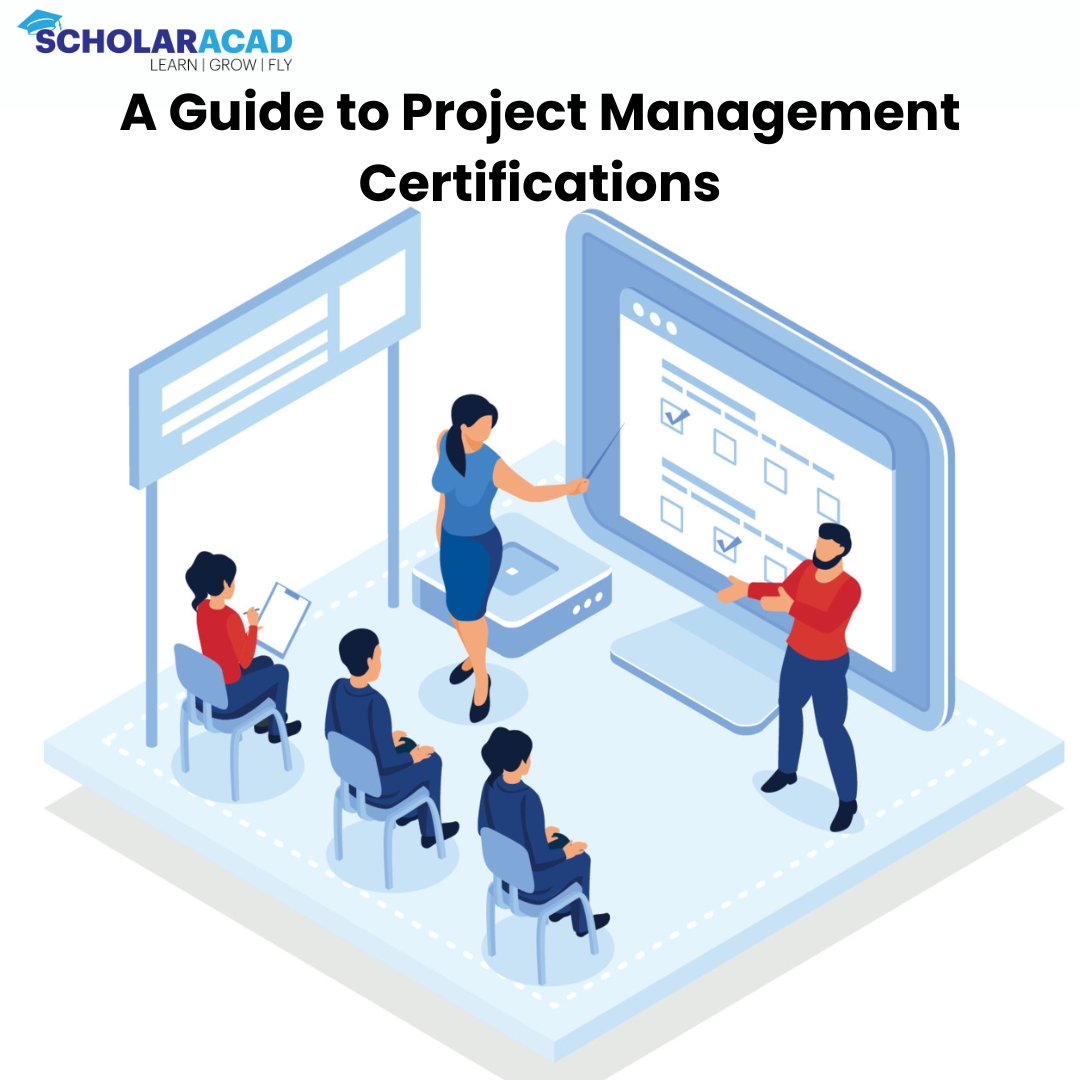 SCHOLARACAD
LEARN | GROW | FLY
A Guide to Project Management
Certifications